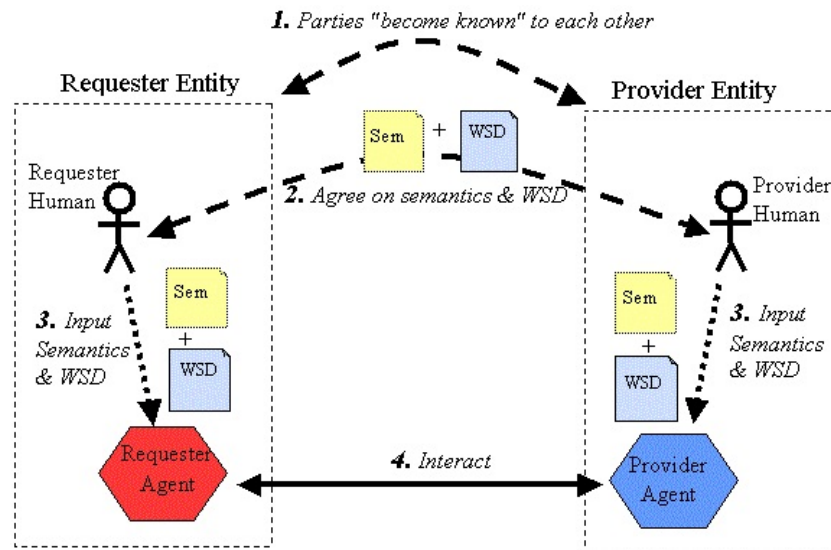 1. Parties "become known" to each other
Requester Entity
Provider Entity
Sem
+
WSD
Requester
Human
2. Agree on semantics & WSD
Provider
Human
Sem
+
WSD
3. Input
Semantics
& WSD
Sem
+
WSD
3. Input
Semantics
& WSD
Requester
Agent
4. Interact
Provider
Agent